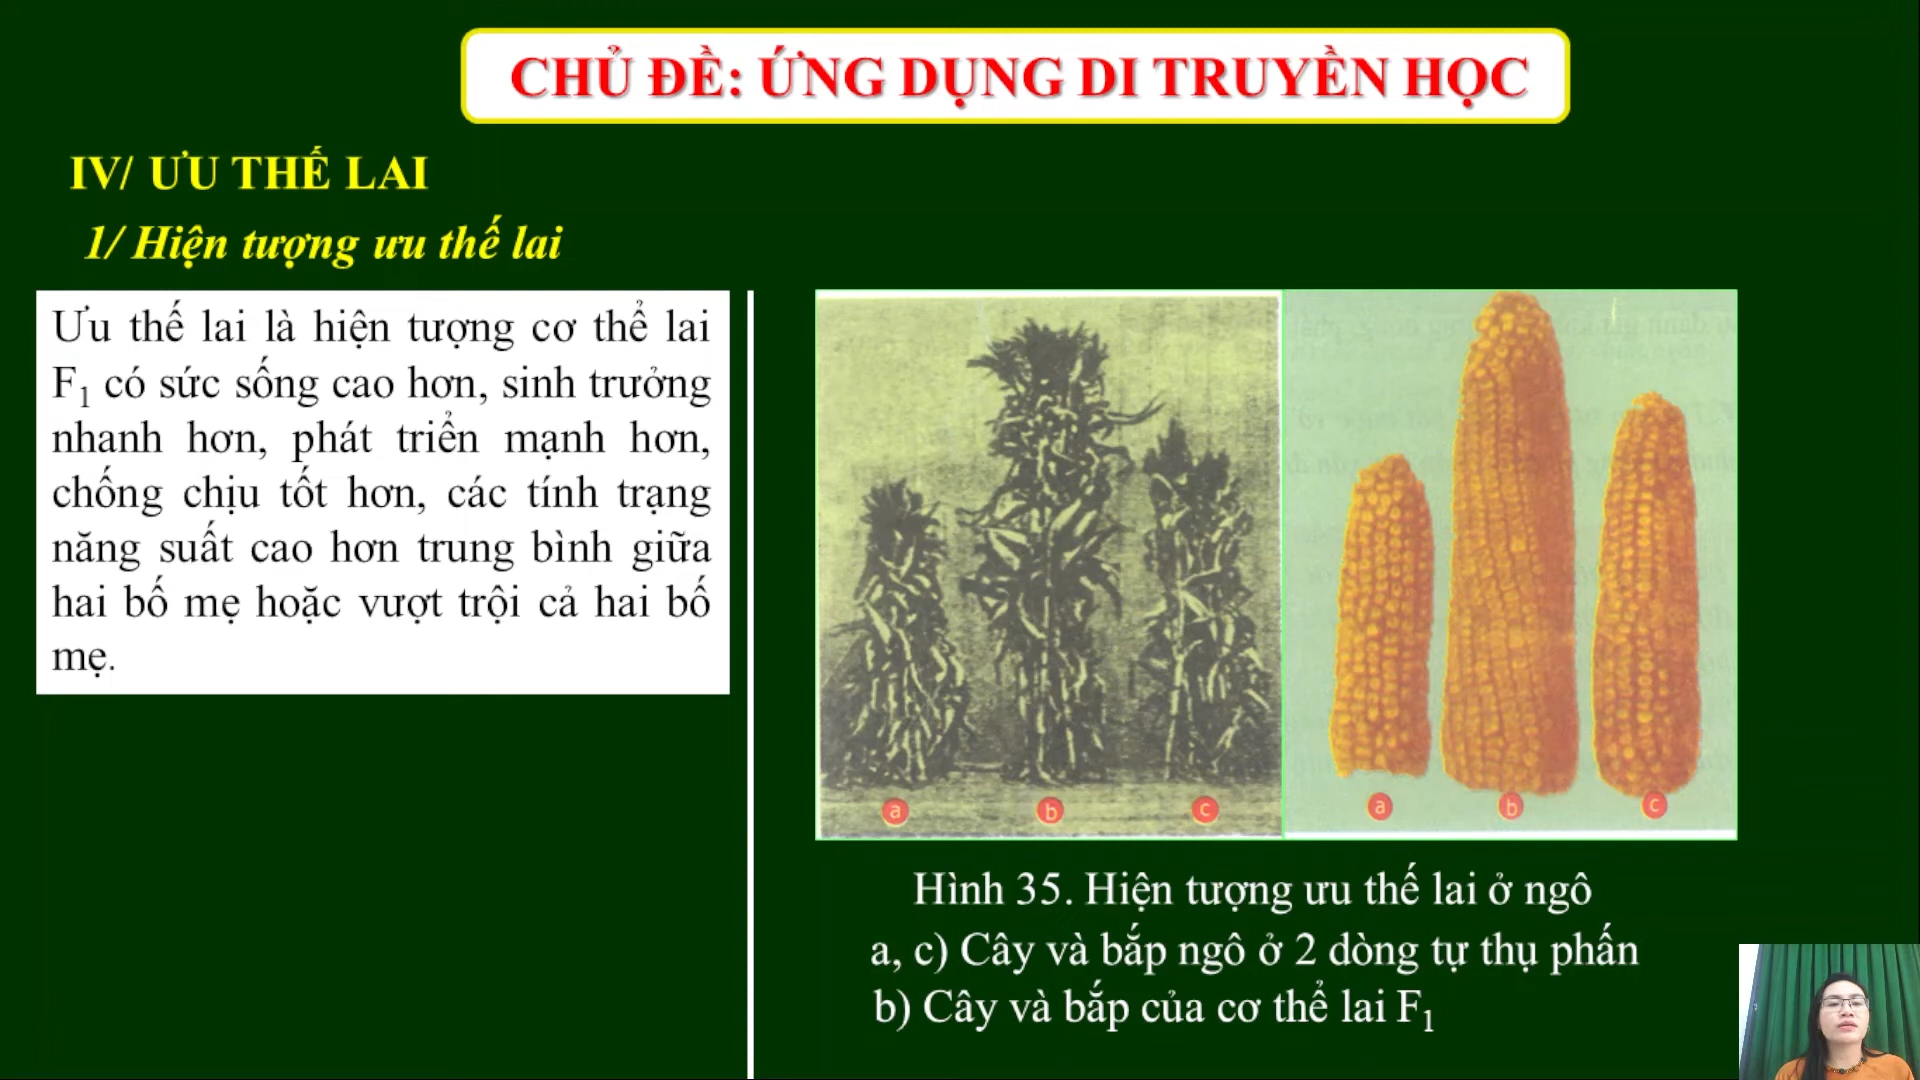 CHỦ ĐỀ: ỨNG DỤNG DI TRUYỀN HỌC
IV/ ƯU THẾ LAI
1/ Hiện tượng ưu thế lai
Ưu thế lai là hiện tượng cơ thể lai
F₁ có sức sống cao hơn, sinh trưởng
nhanh hơn, phát triển mạnh hơn,
chống chịu tốt hơn, các tính trạng
năng suất cao hơn trung bình giữa
hai bố mẹ hoặc vượt trội cả hai bố
mẹ.
a b c
a b c
Hình 35. Hiện tượng ưu thế lai ở ngô
a, c) Cây và bắp ngô ở 2 dòng tự thụ phấn
b) Cây và bắp của cơ thể lai F₁